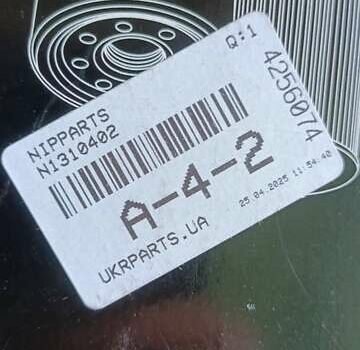 Q:1
4256074
NIPPARTS
N1310402
A-4-2
25.04.2025 11:54:40
UKRPARTS.UA